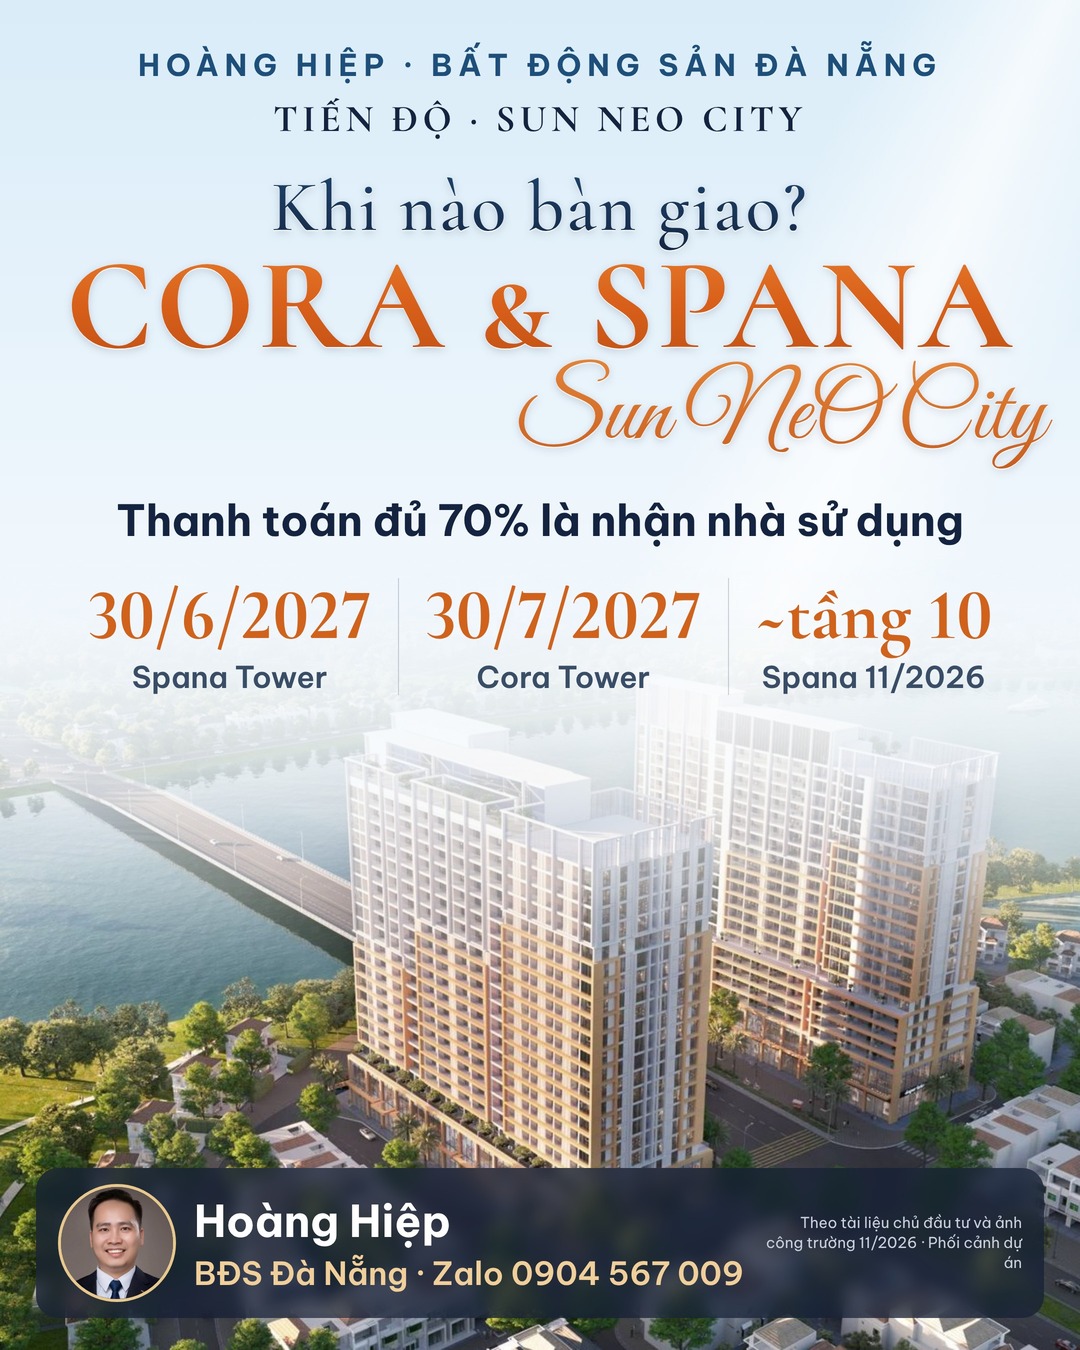 HOÀNG HIỆP · BẤT ĐỘNG SẢN ĐÀ NẴNG
TIẾN ĐỘ · SUN NEO CITY
Khi nào bàn giao?
CORA & SPANA
Sun NeO City
Thanh toán đủ 70% là nhận nhà sử dụng
30/6/2027
Spana Tower
30/7/2027
Cora Tower
~tầng 10
Spana 11/2026
Hoàng Hiệp
BĐS Đà Nẵng · Zalo 0904 567 009
Theo tài liệu chủ đầu tư và ảnh
công trường 11/2026 · Phối cảnh dự
án